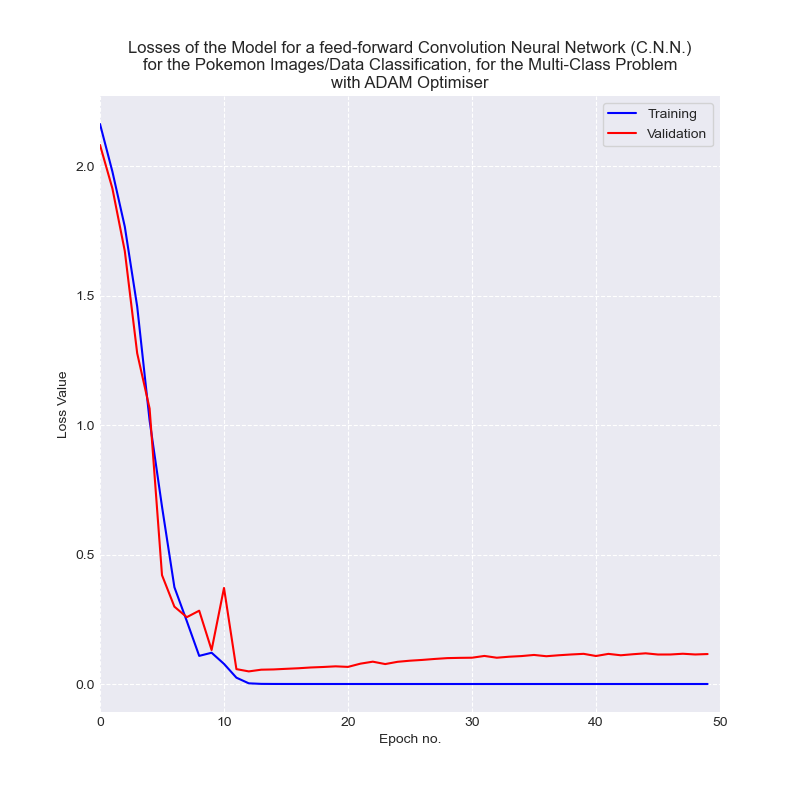 Losses of the Model for a feed-forward Convolution Neural Network (C.N.N.)
for the Pokemon Images/Data Classification, for the Multi-Class Problem
with ADAM Optimiser
Training
Validation
2.0
1.5
1.0
0.5
0.0
Loss Value
0 10 20 30 40 50
Epoch no.